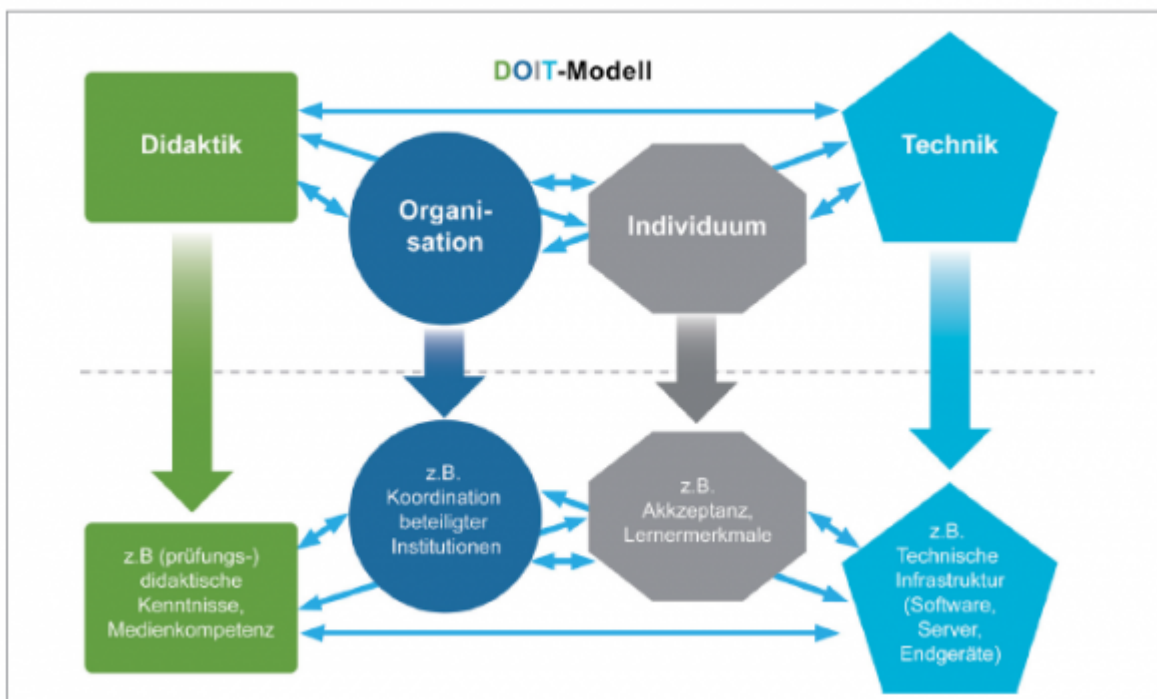 DOIT-Modell
Didaktik
Organi-
sation
Individuum
Technik
z.B (prüfungs-)
didaktische
Kenntnisse,
Medienkompetenz
z.B.
Koordination
beteiligter
Institutionen
z.B.
Akkzeptanz,
Lernermerkmale
z.B.
Technische
Infrastruktur
(Software,
Server,
Endgeräte)